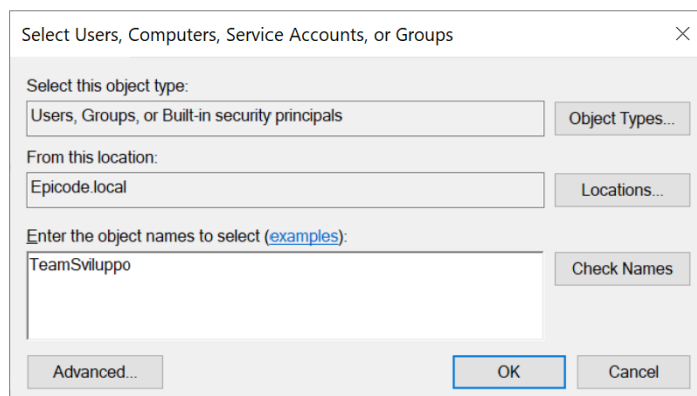 Select Users, Computers, Service Accounts, or Groups
Select this object type:
Users, Groups, or Built-in security principals
Object Types...
From this location:
Epicode.local
Locations...
Enter the object names to select (examples):
TeamSviluppo
Check Names
Advanced...
OK
Cancel